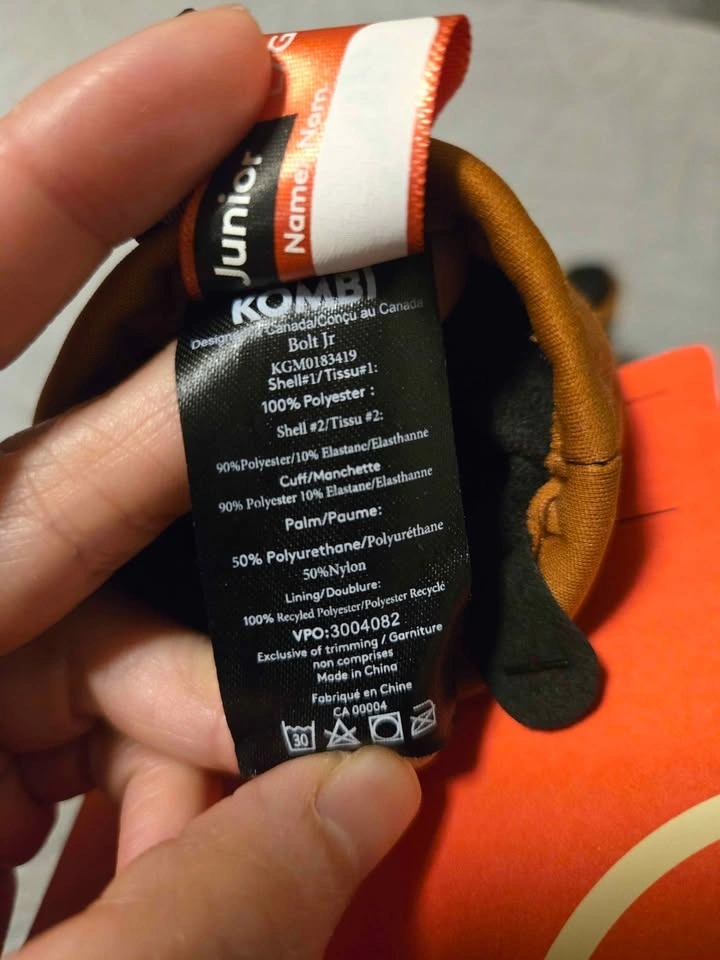 Junior
Name/Nom
KOMBI
Canada/Conçu au Canada
Bolt Jr
KGM0183419
Shell#1/Tissu#1:
100% Polyester :
Shell #2/Tissu #2:
90%Polyester/10% Elastane/Elasthanne
Cuff/Manchette
90% Polyester 10% Elastane/Elasthanne
Palm/Paume:
50% Polyurethane/Polyuréthane
50%Nylon
Lining/Doublure:
100% Recyled Polyester/Polyester Recyclé
VPO:3004082
Exclusive of trimming / Garniture
non comprises
Made in China
Fabriqué en Chine
CA 00004
30